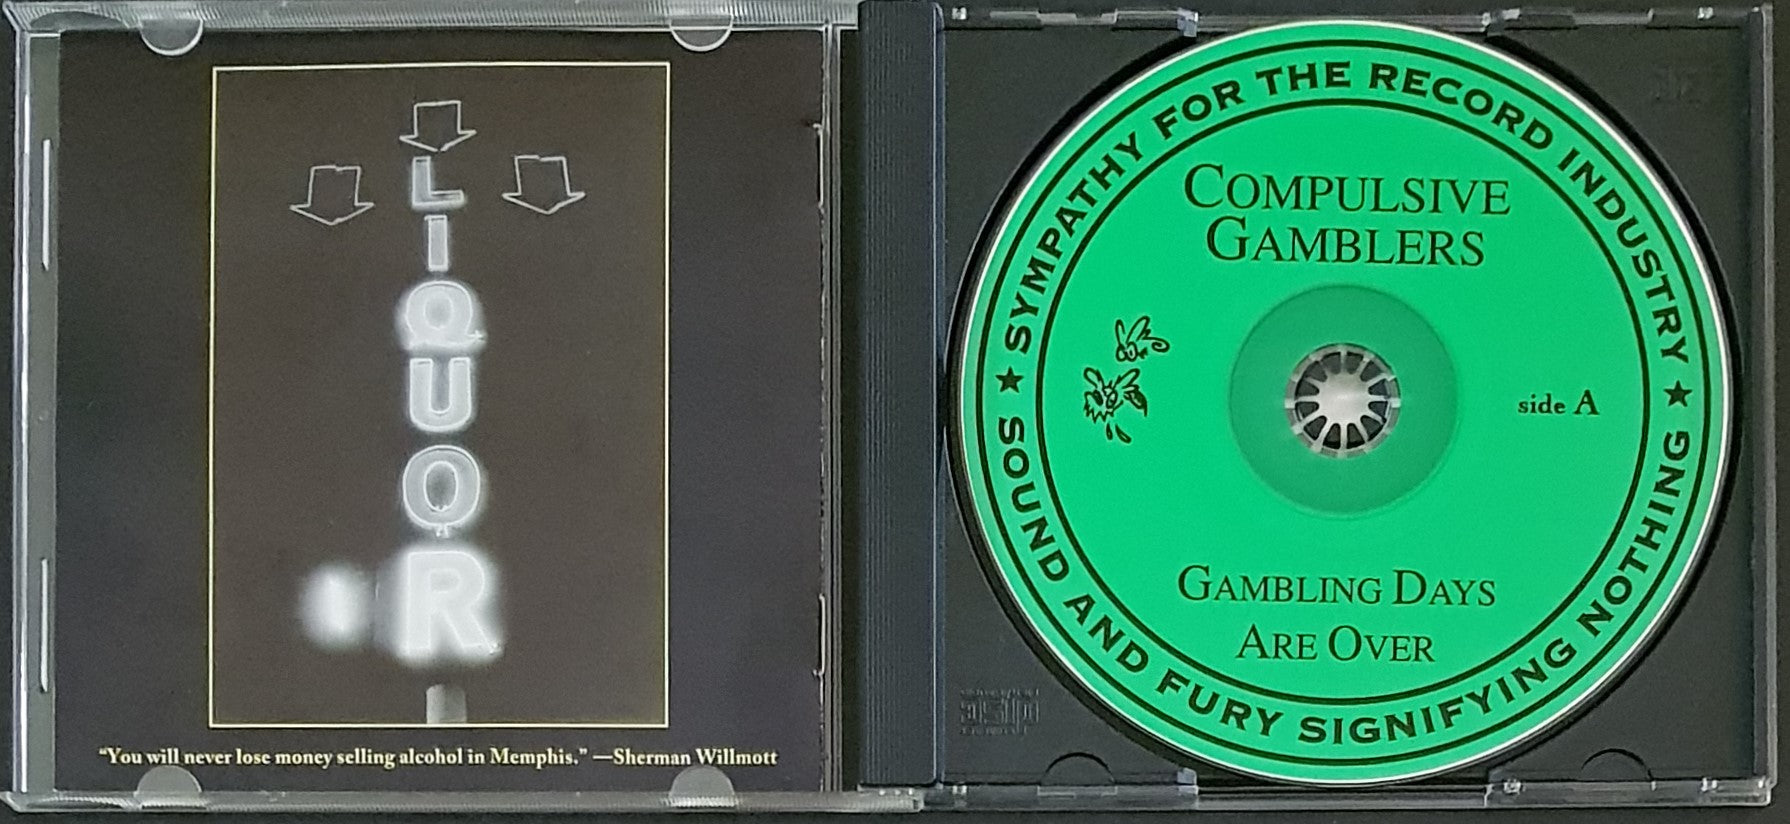 LIQUOR
“You will never lose money selling alcohol in Memphis.” —Sherman Willmott
★ SYMPATHY FOR THE RECORD INDUSTRY ★
COMPULSIVE
GAMBLERS
side A
GAMBLING DAYS
ARE OVER
SOUND AND FURY SIGNIFYING NOTHING